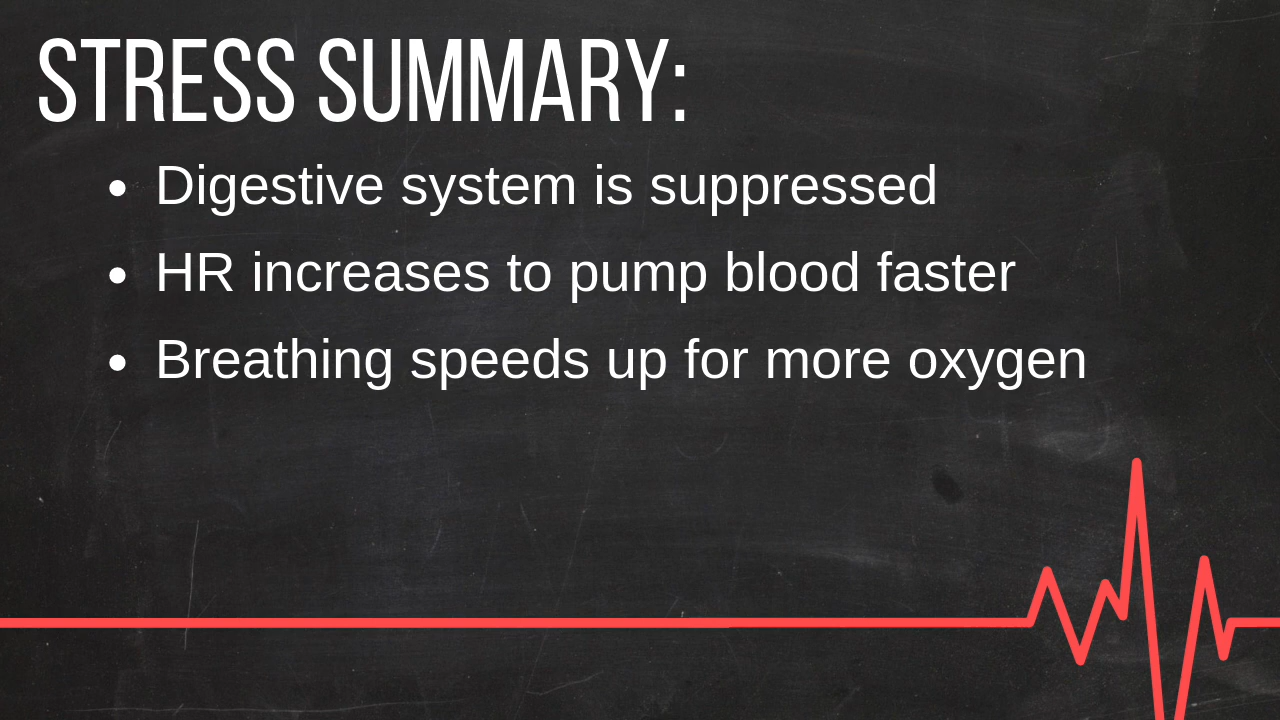 STRESS SUMMARY:
• Digestive system is suppressed
• HR increases to pump blood faster
• Breathing speeds up for more oxygen